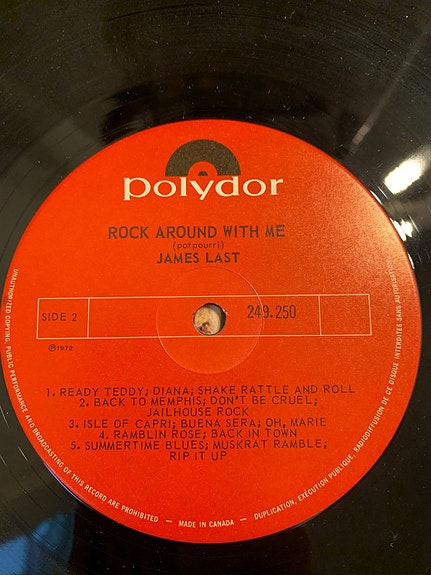 polydor
ROCK AROUND WITH ME
(potpourri)
JAMES LAST
SIDE 2
249.250
Ⓟ1972
1. READY TEDDY; DIANA; SHAKE RATTLE AND ROLL
2. BACK TO MEMPHIS; DON'T BE CRUEL;
JAILHOUSE ROCK
3. ISLE OF CAPRI; BUENA SERA; OH, MARIE
4. RAMBLIN ROSE; BACK IN TOWN
5. SUMMERTIME BLUES; MUSKRAT RAMBLE;
RIP IT UP
UNAUTHORIZED COPYING, PUBLIC PERFORMANCE AND BROADCASTING OF THIS RECORD ARE PROHIBITED — MADE IN CANADA — DUPLICATION, EXÉCUTION PUBLIQUE, RADIODIFFUSION DE CE DISQUE INTERDITES SANS AUTORISATION.